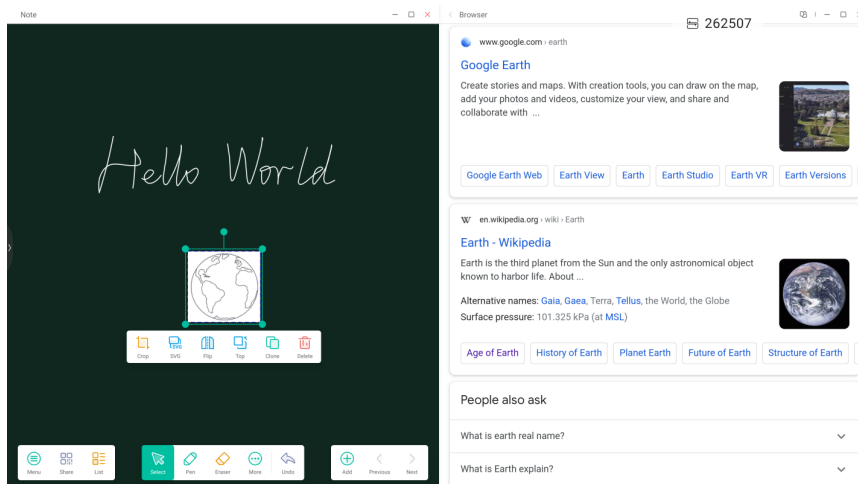 Note
Hello World
Crop
SVG
SVG
Flip
Top
Clone
Delete
Menu
Share
List
Select
Pen
Eraser
More
Undo
Add
Previous
Next
Browser
262507
www.google.com › earth
Google Earth
Create stories and maps. With creation tools, you can draw on the map,
add your photos and videos, customize your view, and share and
collaborate with ...
Google Earth Web
Earth View
Earth
Earth Studio
Earth VR
Earth Versions
W en.wikipedia.org › wiki › Earth
Earth - Wikipedia
Earth is the third planet from the Sun and the only astronomical object
known to harbor life. About ...
Alternative names: Gaia, Gaea, Terra, Tellus, the World, the Globe
Surface pressure: 101.325 kPa (at MSL)
Age of Earth
History of Earth
Planet Earth
Future of Earth
Structure of Earth
People also ask
What is earth real name?
What is Earth explain?